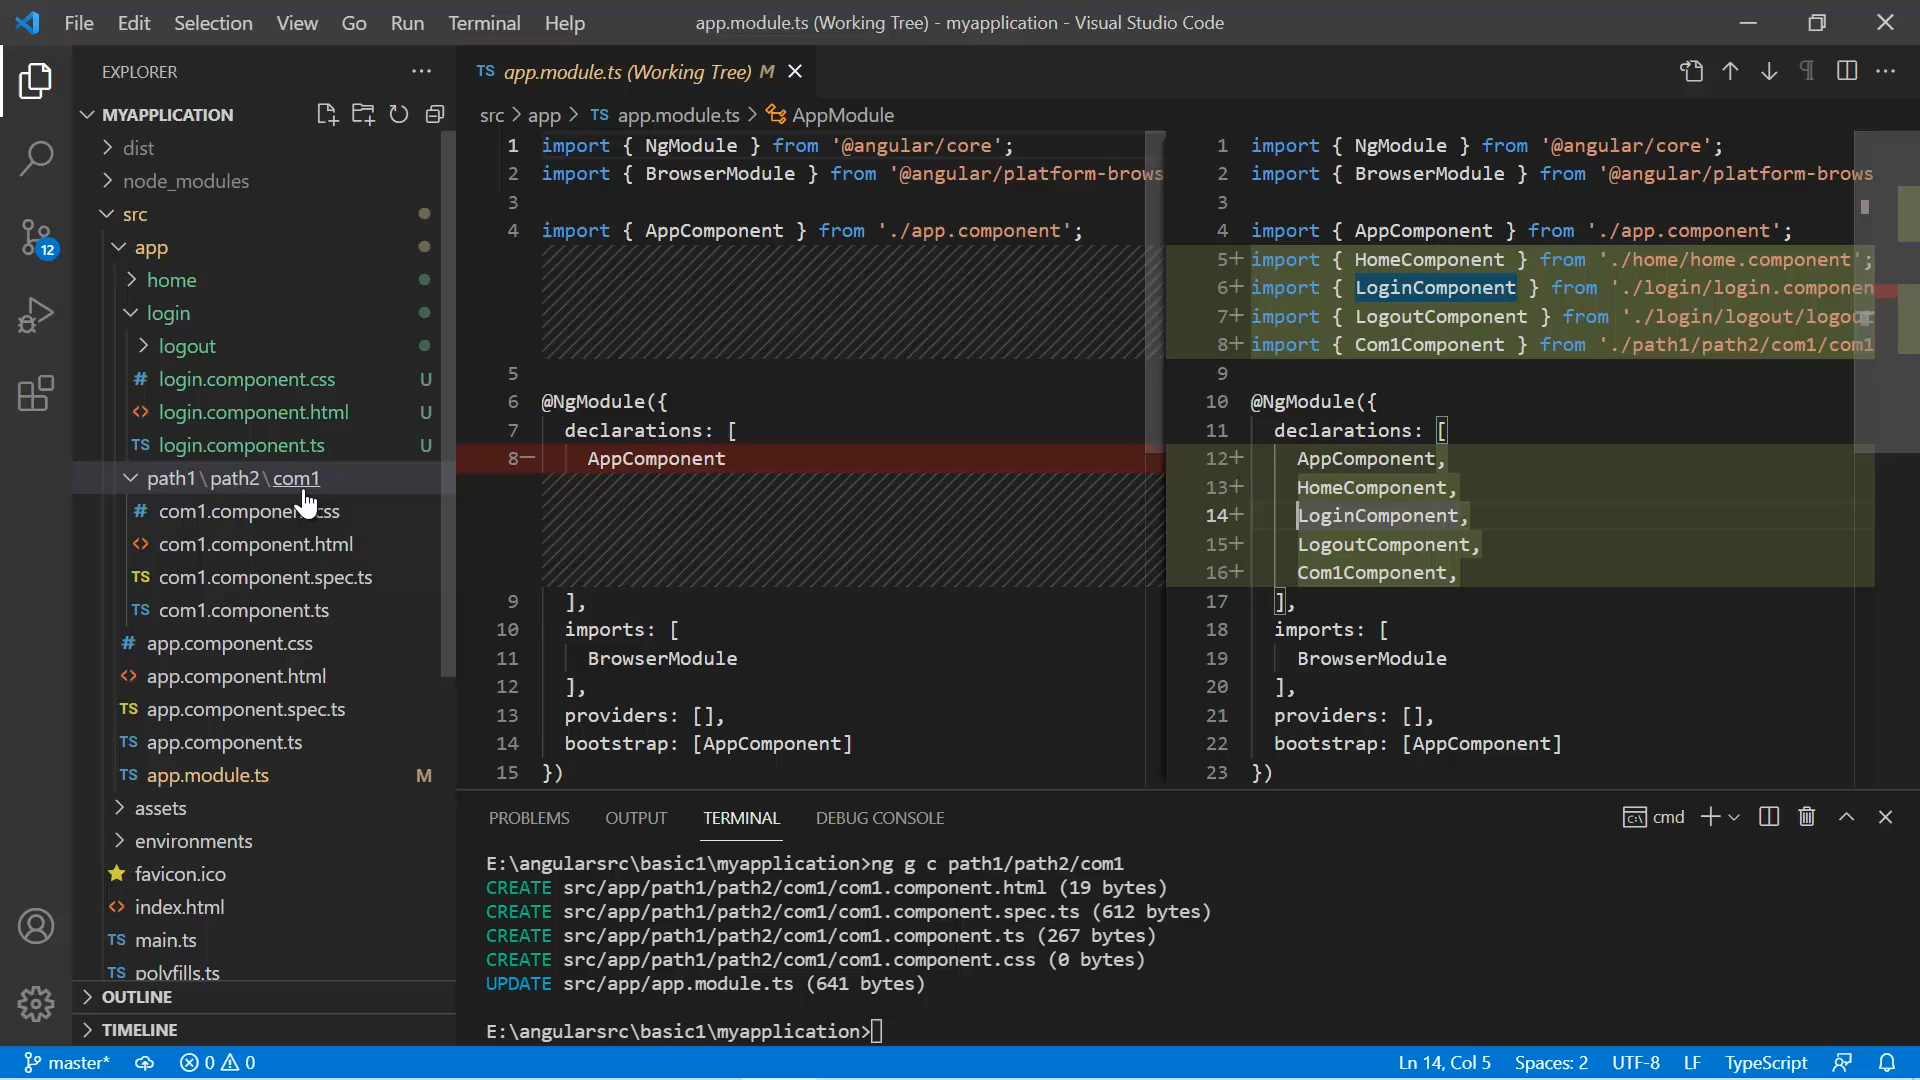 File Edit Selection View Go Run Terminal Help
app.module.ts (Working Tree) - myapplication - Visual Studio Code
EXPLORER
MYAPPLICATION
dist
node_modules
src
app
home
login
logout
# login.component.css U
<> login.component.html U
TS login.component.ts U
path1\path2\com1
# com1.component.css
<> com1.component.html
TS com1.component.spec.ts
TS com1.component.ts
# app.component.css
<> app.component.html
TS app.component.spec.ts
TS app.component.ts
TS app.module.ts M
assets
environments
favicon.ico
<> index.html
TS main.ts
TS polyfills.ts
OUTLINE
TIMELINE
12
TS app.module.ts (Working Tree) M
src > app > TS app.module.ts > AppModule
1 import { NgModule } from '@angular/core';
2 import { BrowserModule } from '@angular/platform-brows
3
4 import { AppComponent } from './app.component';
5
6 @NgModule({
7 declarations: [
8− AppComponent
9 ],
10 imports: [
11 BrowserModule
12 ],
13 providers: [],
14 bootstrap: [AppComponent]
15 })
1 import { NgModule } from '@angular/core';
2 import { BrowserModule } from '@angular/platform-brows
3
4 import { AppComponent } from './app.component';
5+ import { HomeComponent } from './home/home.component';
6+ import { LoginComponent } from './login/login.componen
7+ import { LogoutComponent } from './login/logout/logout
8+ import { Com1Component } from './path1/path2/com1/com1
9
10 @NgModule({
11 declarations: [
12+ AppComponent,
13+ HomeComponent,
14+ LoginComponent,
15+ LogoutComponent,
16+ Com1Component,
17 ],
18 imports: [
19 BrowserModule
20 ],
21 providers: [],
22 bootstrap: [AppComponent]
23 })
PROBLEMS OUTPUT TERMINAL DEBUG CONSOLE
cmd
E:\angularsrc\basic1\myapplication>ng g c path1/path2/com1
CREATE src/app/path1/path2/com1/com1.component.html (19 bytes)
CREATE src/app/path1/path2/com1/com1.component.spec.ts (612 bytes)
CREATE src/app/path1/path2/com1/com1.component.ts (267 bytes)
CREATE src/app/path1/path2/com1/com1.component.css (0 bytes)
UPDATE src/app/app.module.ts (641 bytes)
E:\angularsrc\basic1\myapplication>
master* 0 0
Ln 14, Col 5 Spaces: 2 UTF-8 LF TypeScript